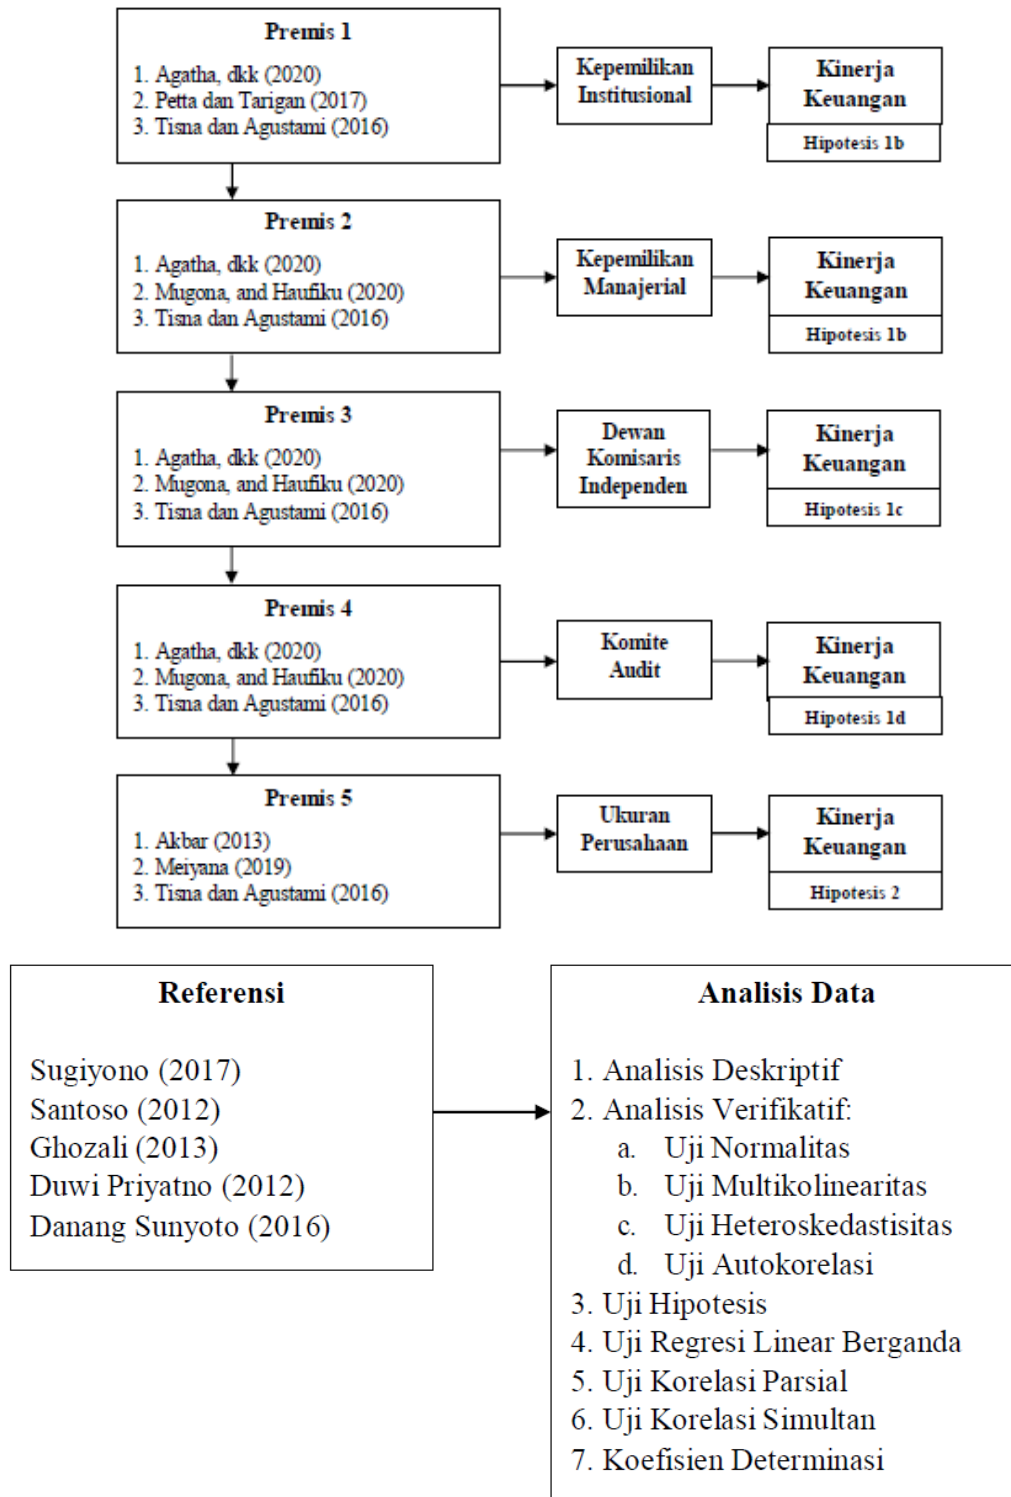 Premis 1
1. Agatha, dkk (2020)
2. Petta dan Tarigan (2017)
3. Tisna dan Agustami (2016)
Kepemilikan
Institusional
Kinerja
Keuangan
Hipotesis 1b
Premis 2
1. Agatha, dkk (2020)
2. Mugona, and Haufiku (2020)
3. Tisna dan Agustami (2016)
Kepemilikan
Manajerial
Kinerja
Keuangan
Hipotesis 1b
Premis 3
1. Agatha, dkk (2020)
2. Mugona, and Haufiku (2020)
3. Tisna dan Agustami (2016)
Dewan
Komisaris
Independen
Kinerja
Keuangan
Hipotesis 1c
Premis 4
1. Agatha, dkk (2020)
2. Mugona, and Haufiku (2020)
3. Tisna dan Agustami (2016)
Komite
Audit
Kinerja
Keuangan
Hipotesis 1d
Premis 5
1. Akbar (2013)
2. Meiyana (2019)
3. Tisna dan Agustami (2016)
Ukuran
Perusahaan
Kinerja
Keuangan
Hipotesis 2
Referensi
Sugiyono (2017)
Santoso (2012)
Ghozali (2013)
Duwi Priyatno (2012)
Danang Sunyoto (2016)
Analisis Data
1. Analisis Deskriptif
2. Analisis Verifikatif:
a. Uji Normalitas
b. Uji Multikolinearitas
c. Uji Heteroskedastisitas
d. Uji Autokorelasi
3. Uji Hipotesis
4. Uji Regresi Linear Berganda
5. Uji Korelasi Parsial
6. Uji Korelasi Simultan
7. Koefisien Determinasi